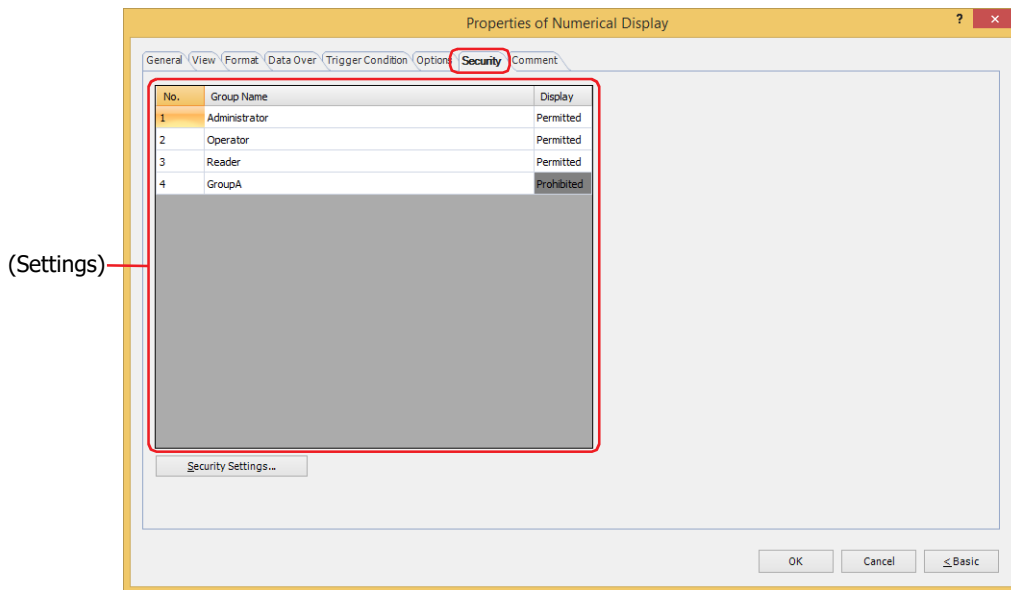 Properties of Numerical Display ? ×
General View Format Data Over Trigger Condition Options Security Comment
No. Group Name Display
1 Administrator Permitted
2 Operator Permitted
3 Reader Permitted
4 GroupA Prohibited
(Settings)
Security Settings...
OK Cancel < Basic